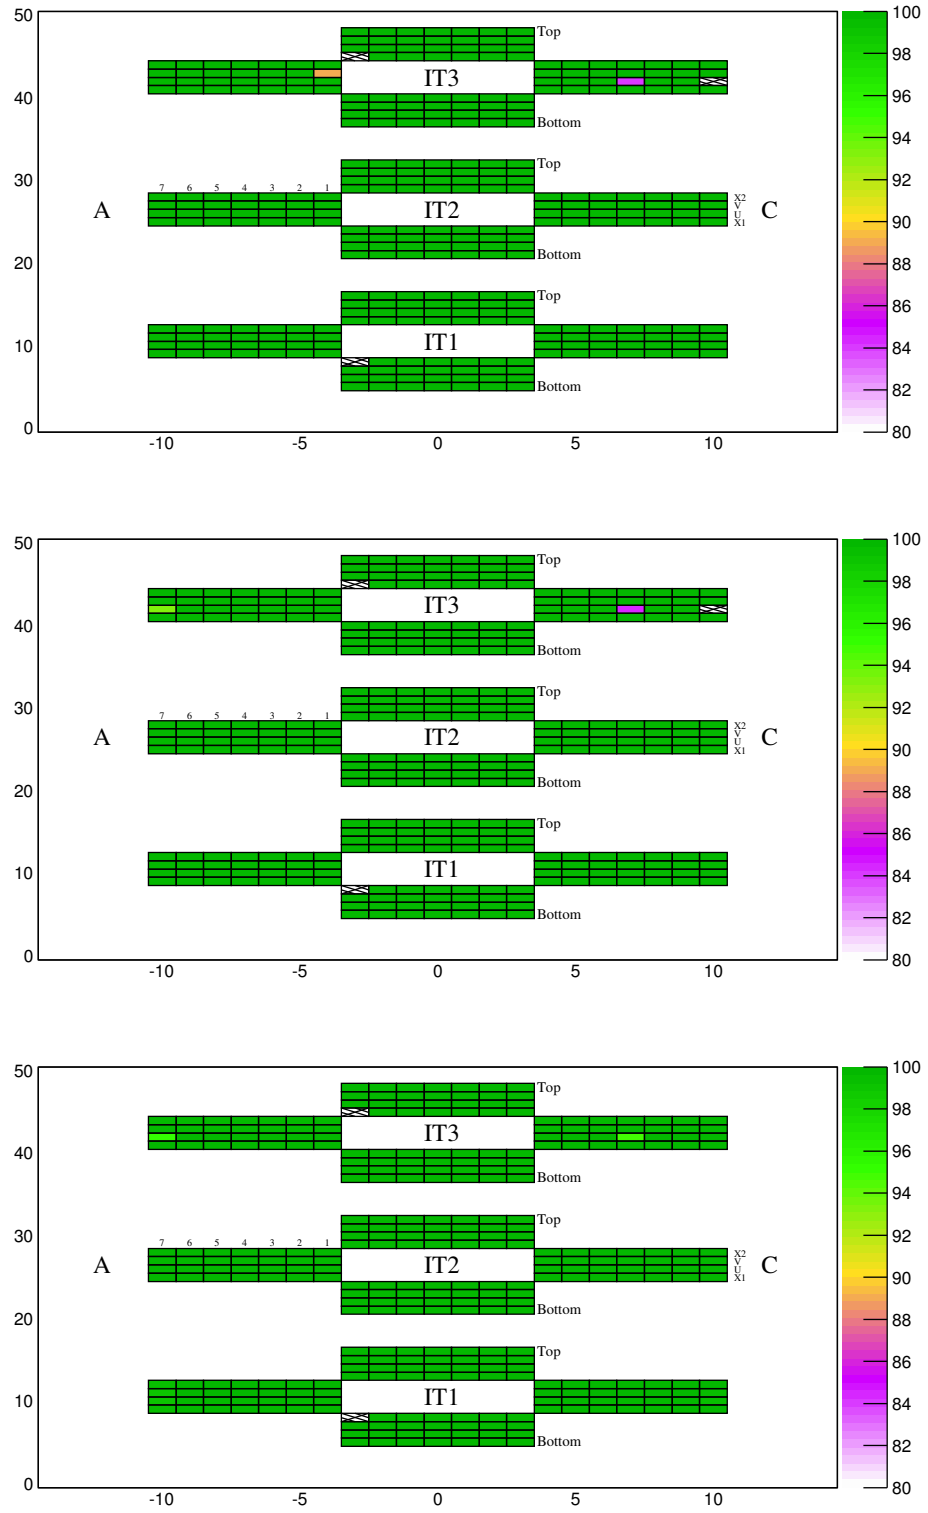 50
100
Top
98
IT3
40
96
Bottom
94
30
Top
92
7 6 5 4 3 2 1
X2
V
U
X1
A
IT2
C
90
20
Bottom
88
Top
86
10
IT1
84
Bottom
82
0
80
-10 -5 0 5 10
50
100
Top
98
IT3
40
96
Bottom
94
30
Top
92
7 6 5 4 3 2 1
X2
V
U
X1
A
IT2
C
90
20
Bottom
88
Top
86
10
IT1
84
Bottom
82
0
80
-10 -5 0 5 10
50
100
Top
98
IT3
40
96
Bottom
94
30
Top
92
7 6 5 4 3 2 1
X2
V
U
X1
A
IT2
C
90
20
Bottom
88
Top
86
10
IT1
84
Bottom
82
0
80
-10 -5 0 5 10